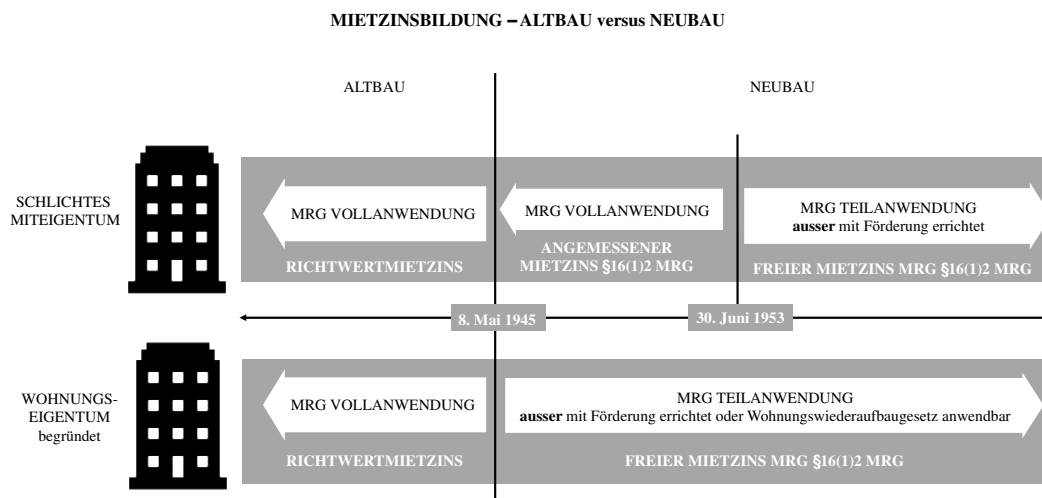 MIETZINSBILDUNG – ALTBAU versus NEUBAU
ALTBAU
NEUBAU
SCHLICHTES
MITEIGENTUM
MRG VOLLANWENDUNG
RICHTWERTMIETZINS
MRG VOLLANWENDUNG
ANGEMESSENER
MIETZINS §16(1)2 MRG
MRG TEILANWENDUNG
ausser mit Förderung errichtet
FREIER MIETZINS MRG §16(1)2 MRG
8. Mai 1945
30. Juni 1953
WOHNUNGS-
EIGENTUM
begründet
MRG VOLLANWENDUNG
RICHTWERTMIETZINS
MRG TEILANWENDUNG
ausser mit Förderung errichtet oder Wohnungswiederaufbaugesetz anwendbar
FREIER MIETZINS MRG §16(1)2 MRG